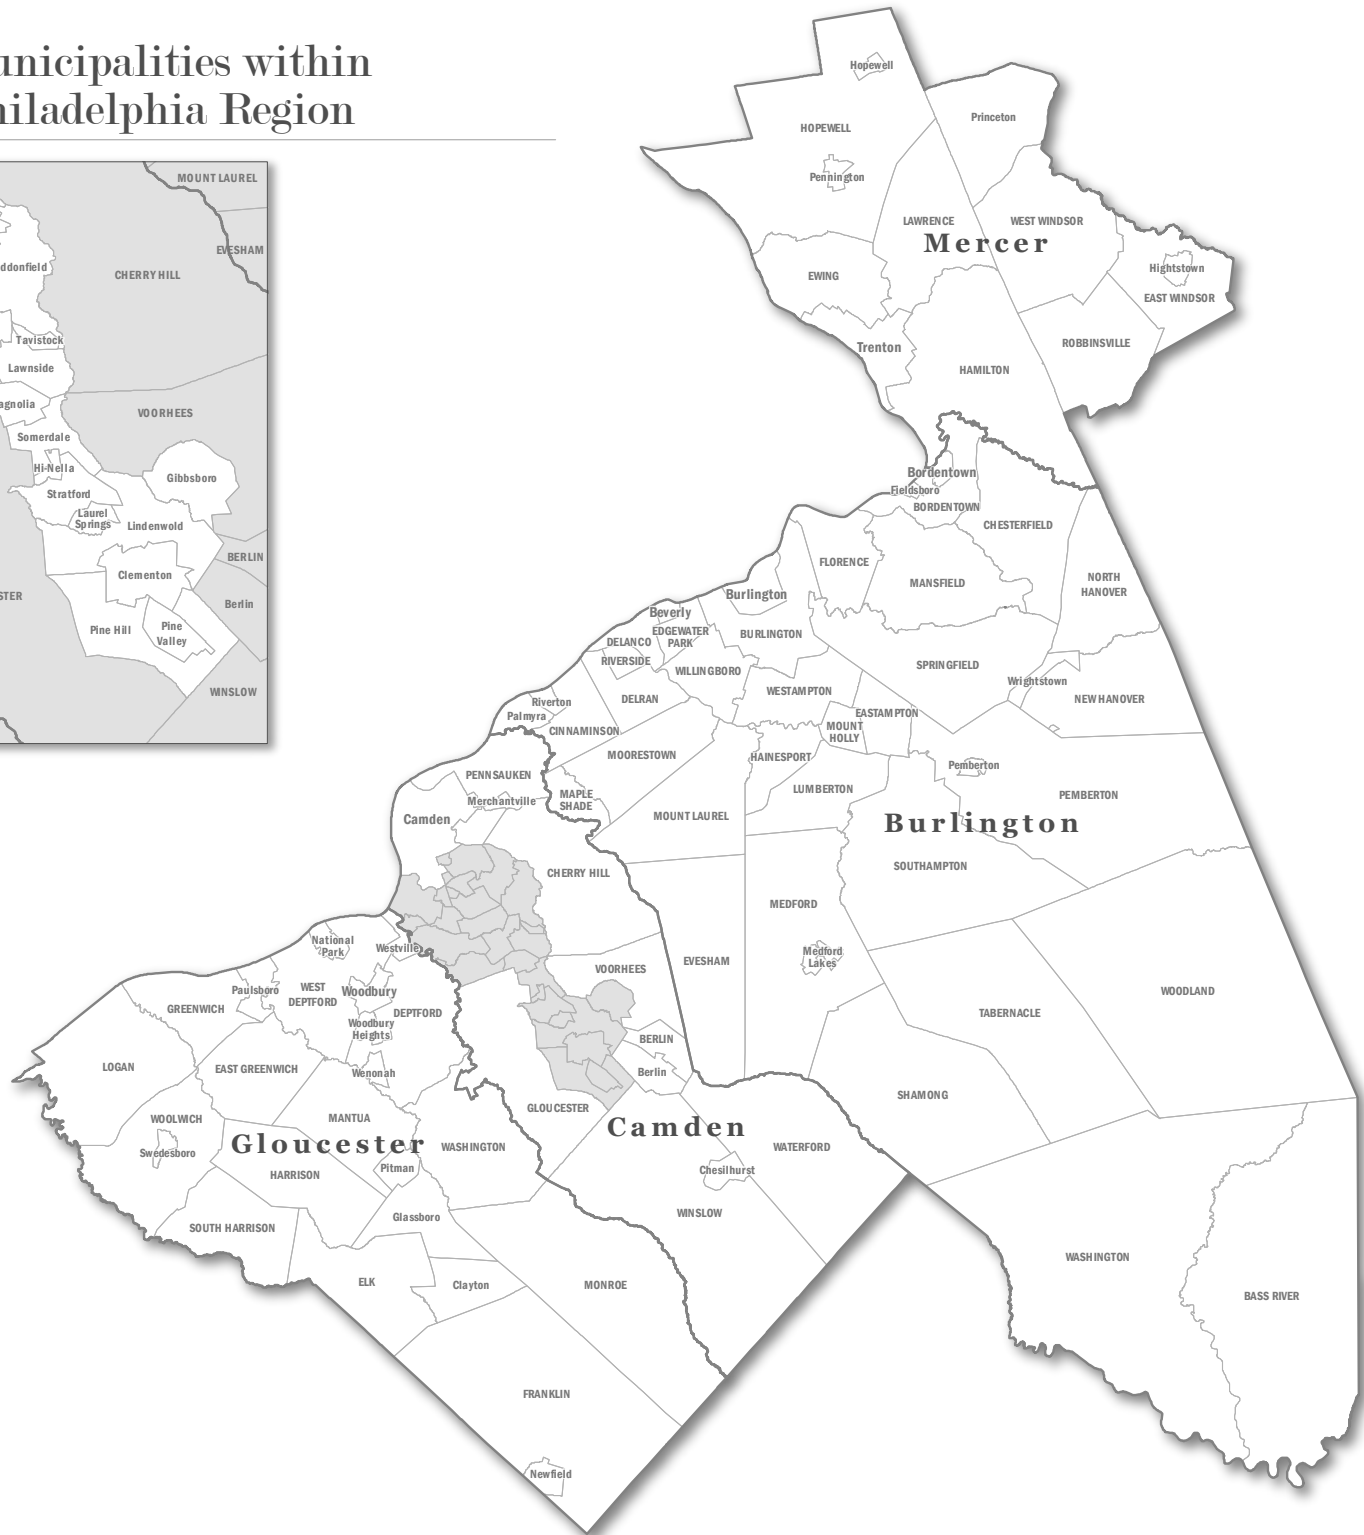 unicipalities within
hiladelphia Region
MOUNT LAUREL
EVESHAM
ddonfield
CHERRY HILL
Tavistock
Lawnside
agnolia
VOORHEES
Somerdale
Hi-Nella
Gibbsboro
Stratford
Laurel
Springs
Lindenwold
BERLIN
Clementon
STER
Berlin
Pine Hill
Pine
Valley
WINSLOW
Hopewell
Princeton
HOPEWELL
Pennington
LAWRENCE
WEST WINDSOR
Mercer
EWING
Hightstown
EAST WINDSOR
Trenton
ROBBINSVILLE
HAMILTON
Bordentown
Fieldsboro
BORDENTOWN
CHESTERFIELD
FLORENCE
MANSFIELD
NORTH
HANOVER
Burlington
Beverly
EDGEWATER
PARK
BURLINGTON
DELANCO
RIVERSIDE
WILLINGBORO
SPRINGFIELD
WESTAMPTON
Wrightstown
NEW HANOVER
DELRAN
Riverton
Palmyra
CINNAMINSON
EASTAMPTON
MOUNT
HOLLY
MOORESTOWN
HAINESPORT
Pemberton
PENNSAUKEN
Merchantville
MAPLE
SHADE
LUMBERTON
PEMBERTON
Camden
MOUNT LAUREL
Burlington
CHERRY HILL
SOUTHAMPTON
MEDFORD
National
Park
Westville
Medford
Lakes
EVESHAM
VOORHEES
Paulsboro
WEST
DEPTFORD
Woodbury
WOODLAND
GREENWICH
DEPTFORD
TABERNACLE
Woodbury
Heights
BERLIN
LOGAN
EAST GREENWICH
Wenonah
Berlin
SHAMONG
GLOUCESTER
WOOLWICH
MANTUA
Camden
Gloucester
WASHINGTON
WATERFORD
Swedesboro
HARRISON
Pitman
Chesilhurst
WINSLOW
Glassboro
SOUTH HARRISON
WASHINGTON
ELK
Clayton
MONROE
BASS RIVER
FRANKLIN
Newfield